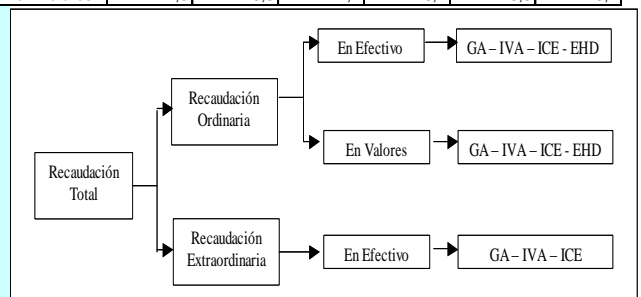 En Efectivo
GA – IVA – ICE - EHD
Recaudación
Ordinaria
En Valores
GA – IVA – ICE - EHD
Recaudación
Total
Recaudación
Extraordinaria
En Efectivo
GA – IVA – ICE